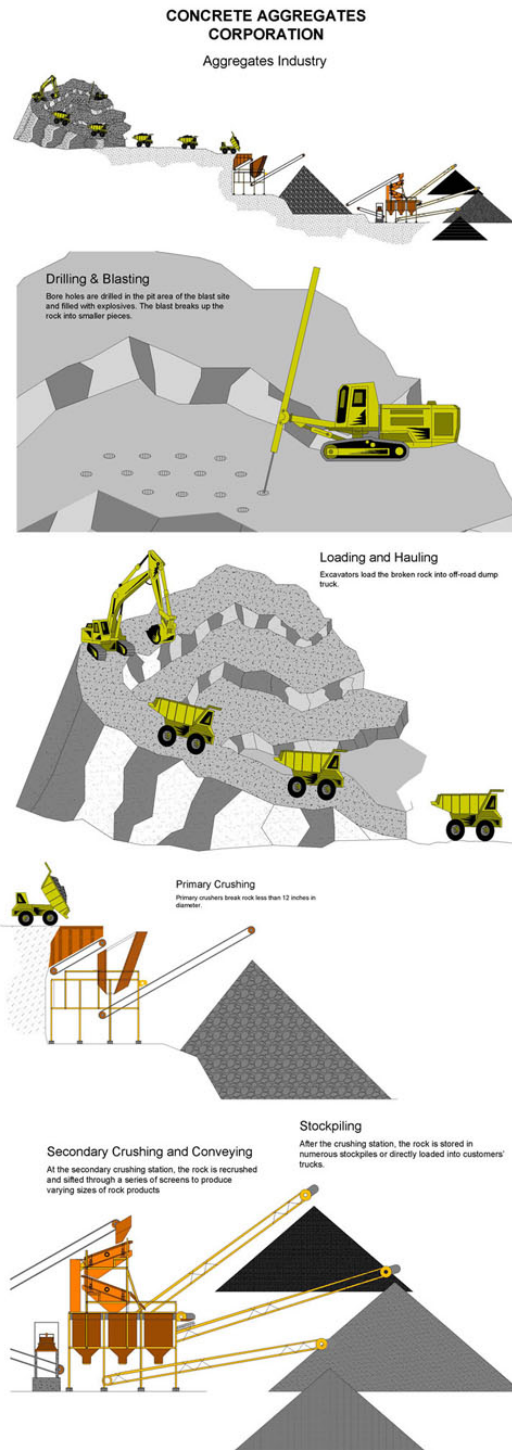 CONCRETE AGGREGATES
CORPORATION
Aggregates Industry
Drilling & Blasting
Bore holes are drilled in the pit area of the blast site
and filled with explosives. The blast breaks up the
rock into smaller pieces.
Loading and Hauling
Excavators load the broken rock into off-road dump
truck.
Primary Crushing
Primary crushers break rock less than 12 inches in
diameter.
Stockpiling
After the crushing station, the rock is stored in
numerous stockpiles or directly loaded into customers'
trucks.
Secondary Crushing and Conveying
At the secondary crushing station, the rock is recrushed
and sifted through a series of screens to produce
varying sizes of rock products